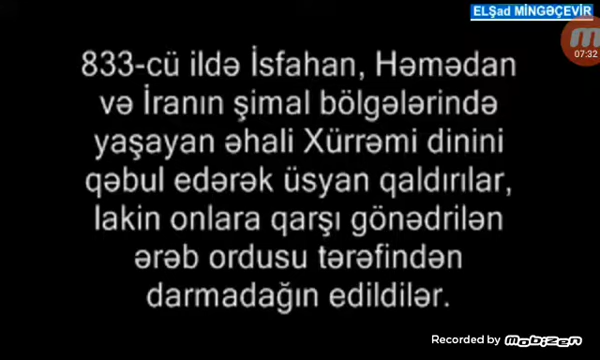 ELŞad MİNGƏÇEVİR
07:32
833-cü ildə İsfahan, Həmədan
və İranın şimal bölgələrində
yaşayan əhali Xürrəmi dinini
qəbul edərək üsyan qaldırılar,
lakin onlara qarşı gönədrilən
ərəb ordusu tərəfindən
darmadağın edildilər.
Recorded by mobizen